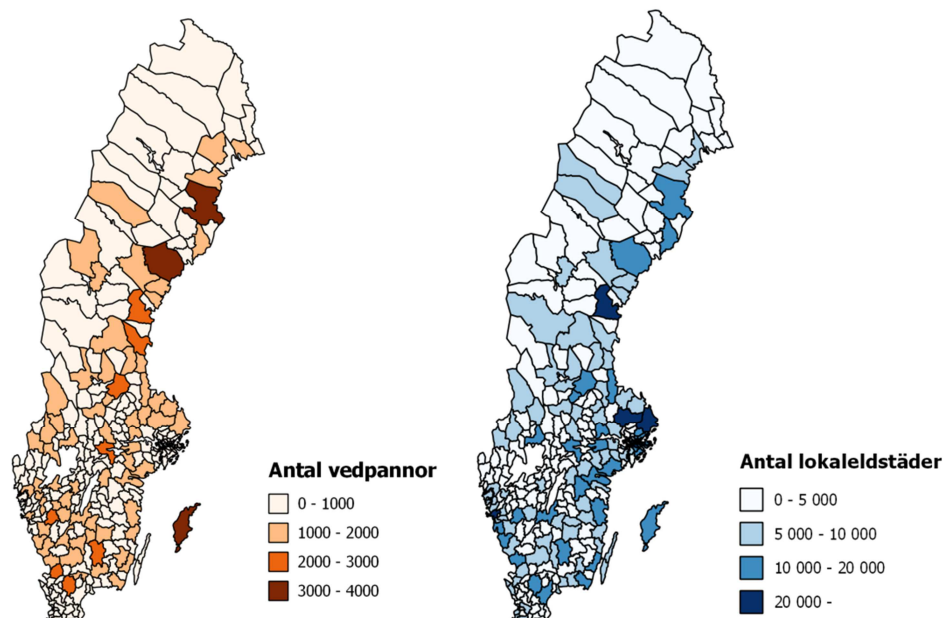 Antal vedpannor
0 - 1000
1000 - 2000
2000 - 3000
3000 - 4000
Antal lokaleldstäder
0 - 5 000
5 000 - 10 000
10 000 - 20 000
20 000 -